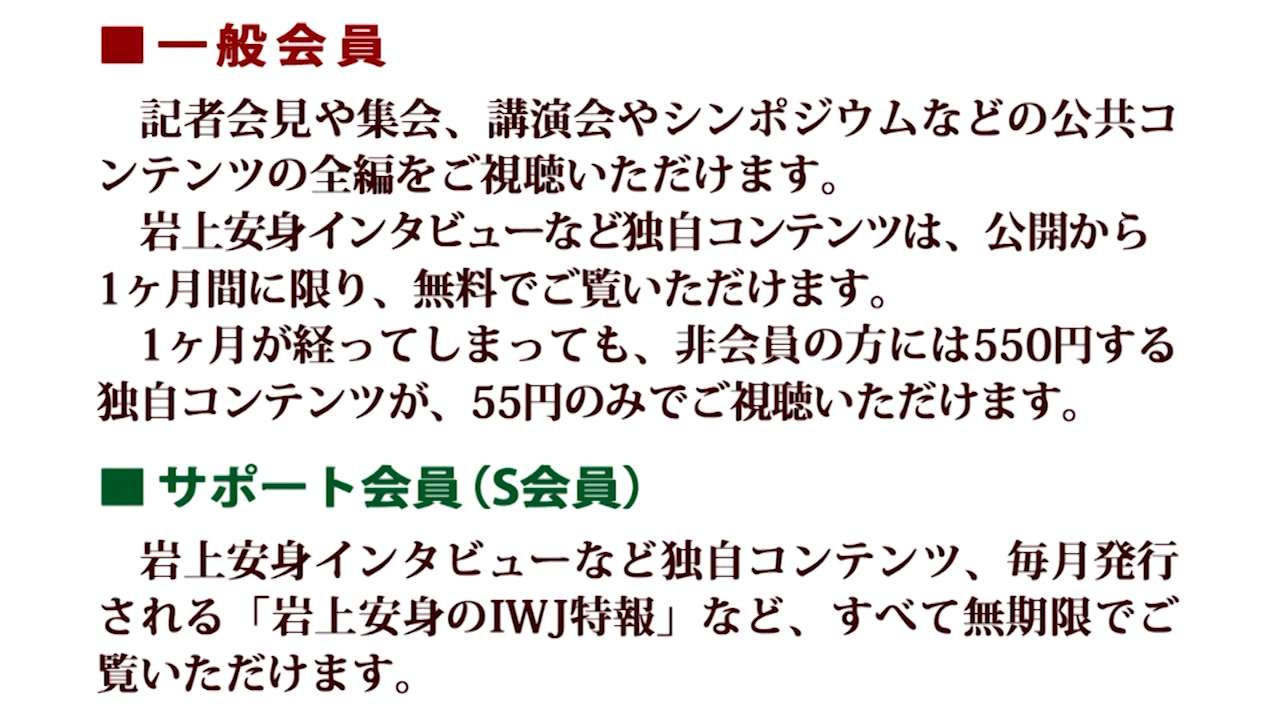 ■一般会員
記者会見や集会、講演会やシンポジウムなどの公共コ
ンテンツの全編をご視聴いただけます。
岩上安身インタビューなど独自コンテンツは、公開から
1ヶ月間に限り、無料でご覧いただけます。
1ヶ月が経ってしまっても、非会員の方には550円する
独自コンテンツが、55円のみでご視聴いただけます。
■サポート会員（S会員）
岩上安身インタビューなど独自コンテンツ、毎月発行
される「岩上安身のIWJ特報」など、すべて無期限でご
覧いただけます。